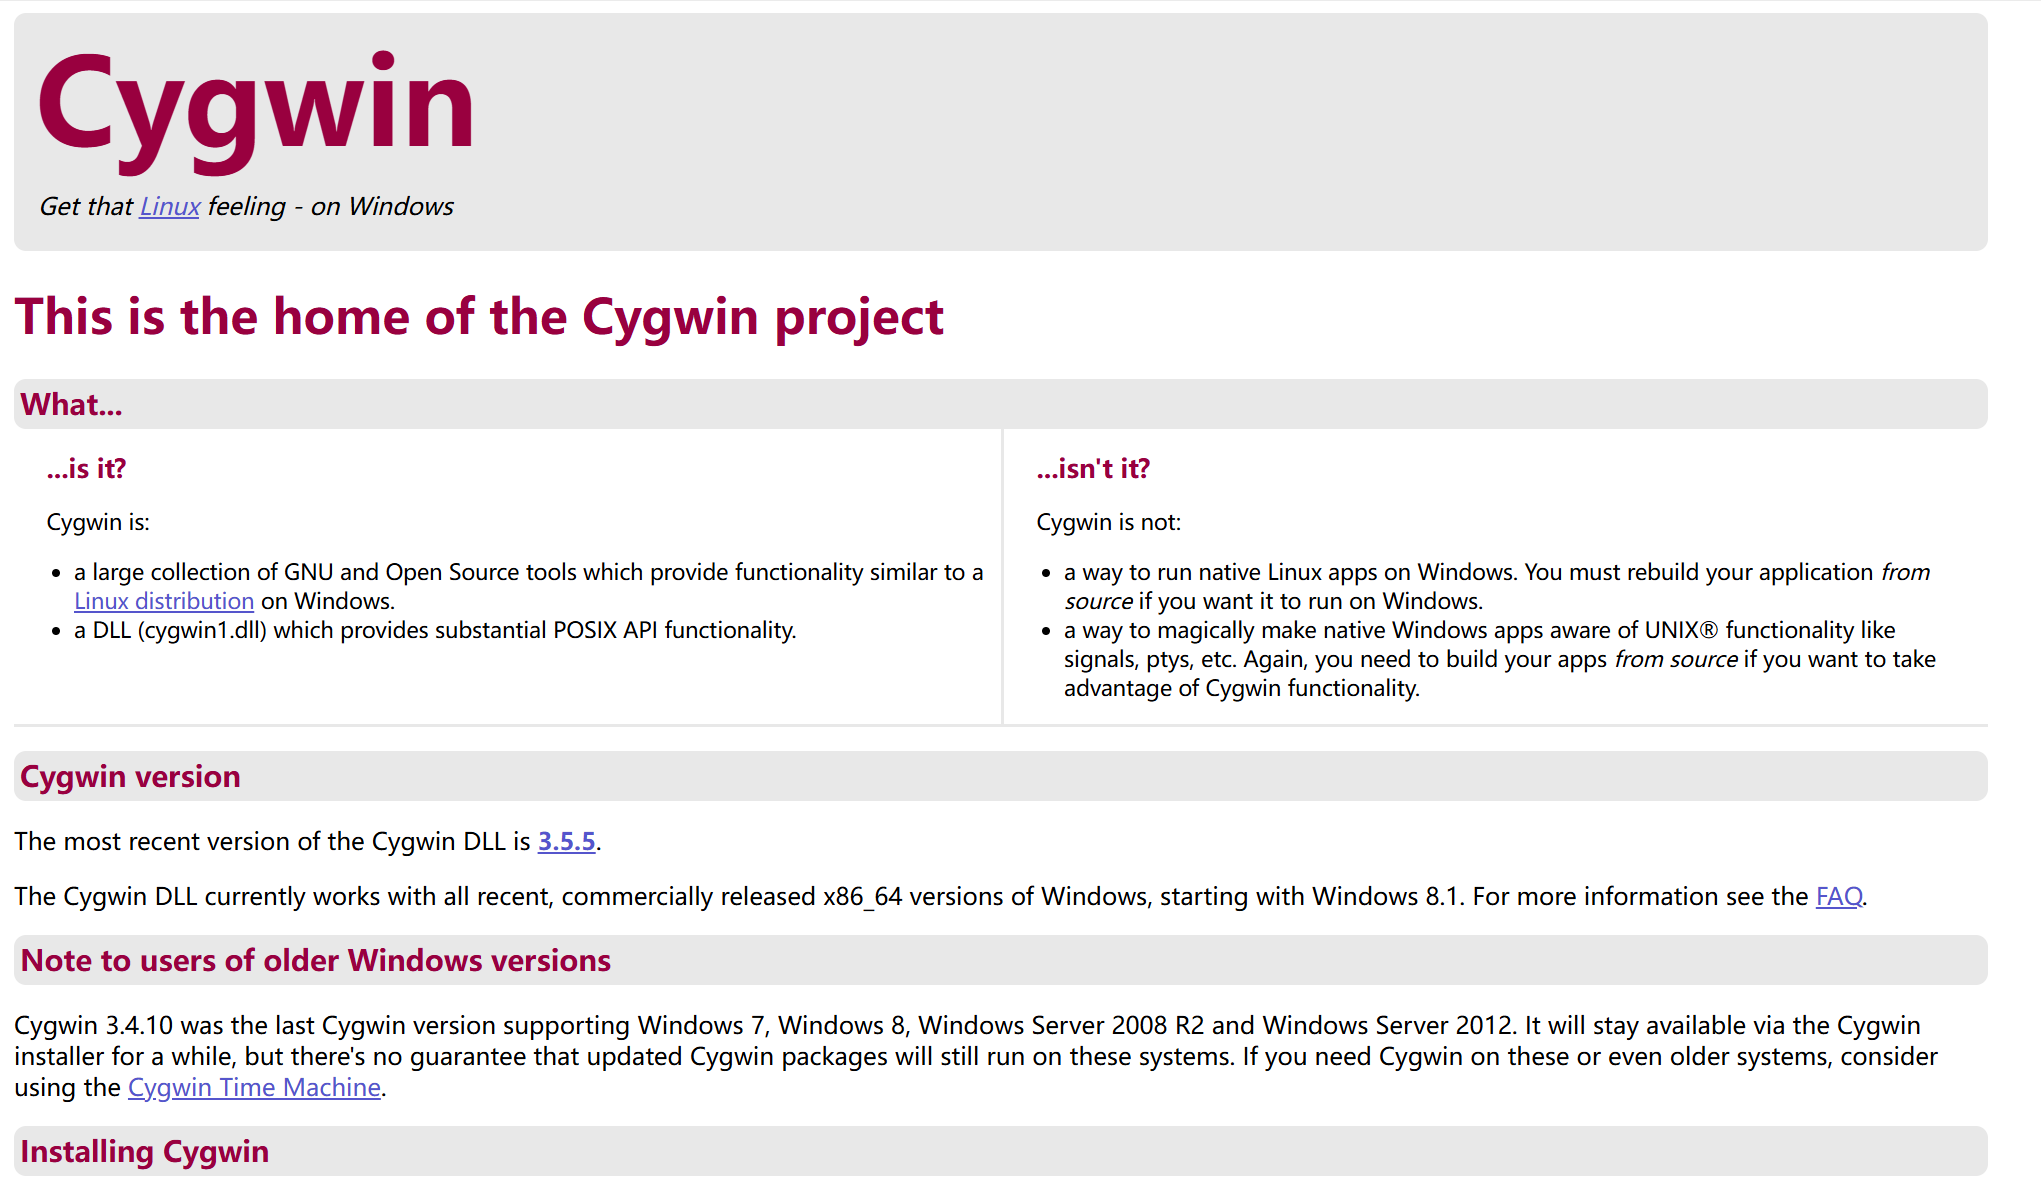 Cygwin
Get that Linux feeling - on Windows
This is the home of the Cygwin project
What...
...is it?
Cygwin is:
• a large collection of GNU and Open Source tools which provide functionality similar to a
Linux distribution on Windows.
• a DLL (cygwin1.dll) which provides substantial POSIX API functionality.
...isn't it?
Cygwin is not:
• a way to run native Linux apps on Windows. You must rebuild your application from
source if you want it to run on Windows.
• a way to magically make native Windows apps aware of UNIX® functionality like
signals, ptys, etc. Again, you need to build your apps from source if you want to take
advantage of Cygwin functionality.
Cygwin version
The most recent version of the Cygwin DLL is 3.5.5.
The Cygwin DLL currently works with all recent, commercially released x86_64 versions of Windows, starting with Windows 8.1. For more information see the FAQ.
Note to users of older Windows versions
Cygwin 3.4.10 was the last Cygwin version supporting Windows 7, Windows 8, Windows Server 2008 R2 and Windows Server 2012. It will stay available via the Cygwin
installer for a while, but there's no guarantee that updated Cygwin packages will still run on these systems. If you need Cygwin on these or even older systems, consider
using the Cygwin Time Machine.
Installing Cygwin